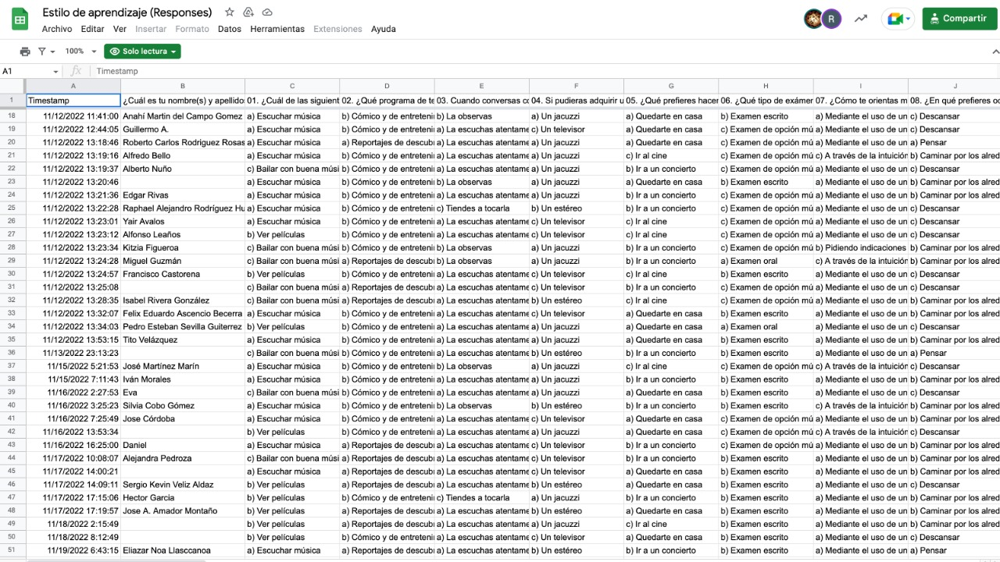 Estilo de aprendizaje (Responses)
Archivo Editar Ver Insertar Formato Datos Herramientas Extensiones Ayuda
R
Compartir
100% Solo lectura
A1 fx Timestamp
A B C D E F G H I J
1 Timestamp ¿Cuál es tu nombre(s) y apellido 01. ¿Cuál de las siguient 02. ¿Qué programa de te 03. Cuando conversas co 04. Si pudieras adquirir u 05. ¿Qué prefieres hacer 06. ¿Qué tipo de exámer 07. ¿Cómo te orientas m 08. ¿En qué prefieres oc
18 11/12/2022 11:41:00 Anahí Martin del Campo Gomez a) Escuchar música b) Cómico y de entreteni b) La observas a) Un jacuzzi a) Quedarte en casa b) Examen escrito a) Mediante el uso de un c) Descansar
19 11/12/2022 12:44:05 Guillermo A. a) Escuchar música b) Cómico y de entreteni a) La escuchas atentame c) Un televisor a) Quedarte en casa c) Examen de opción mú a) Mediante el uso de un c) Descansar
20 11/12/2022 13:18:46 Roberto Carlos Rodriguez Rosas a) Escuchar música a) Reportajes de descub a) La escuchas atentame a) Un jacuzzi a) Quedarte en casa c) Examen de opción mú a) Mediante el uso de un a) Pensar
21 11/12/2022 13:19:16 Alfredo Bello a) Escuchar música a) Reportajes de descub a) La escuchas atentame a) Un jacuzzi c) Ir al cine c) Examen de opción mú c) A través de la intuición b) Caminar por los alred
22 11/12/2022 13:19:37 Alberto Nuño c) Bailar con buena músi b) Cómico y de entreteni a) La escuchas atentame a) Un jacuzzi b) Ir a un concierto c) Examen de opción mú a) Mediante el uso de un c) Descansar
23 11/12/2022 13:20:46 a) Escuchar música b) Cómico y de entreteni b) La observas a) Un jacuzzi a) Quedarte en casa b) Examen escrito a) Mediante el uso de un b) Caminar por los alred
24 11/12/2022 13:21:36 Edgar Rivas a) Escuchar música b) Cómico y de entreteni a) La escuchas atentame a) Un jacuzzi b) Ir a un concierto c) Examen de opción mú a) Mediante el uso de un b) Caminar por los alred
25 11/12/2022 13:22:28 Raphael Alejandro Rodríguez Hu a) Escuchar música b) Cómico y de entreteni c) Tiendes a tocarla b) Un estéreo b) Ir a un concierto c) Examen de opción mú a) Mediante el uso de un c) Descansar
26 11/12/2022 13:23:01 Yair Avalos a) Escuchar música b) Cómico y de entreteni a) La escuchas atentame c) Un televisor c) Ir al cine c) Examen de opción mú a) Mediante el uso de un c) Descansar
27 11/12/2022 13:23:12 Alfonso Leaños b) Ver películas b) Cómico y de entreteni a) La escuchas atentame c) Un televisor c) Ir al cine c) Examen de opción mú a) Mediante el uso de un c) Descansar
28 11/12/2022 13:23:34 Kitzia Figueroa c) Bailar con buena músi b) Cómico y de entreteni b) La observas a) Un jacuzzi b) Ir a un concierto c) Examen de opción mú b) Pidiendo indicaciones b) Caminar por los alred
29 11/12/2022 13:24:28 Miguel Guzmán c) Bailar con buena músi a) Reportajes de descub b) La observas a) Un jacuzzi b) Ir a un concierto a) Examen oral c) A través de la intuición b) Caminar por los alred
30 11/12/2022 13:24:57 Francisco Castorena b) Ver películas b) Cómico y de entreteni a) La escuchas atentame c) Un televisor c) Ir al cine b) Examen escrito a) Mediante el uso de un c) Descansar
31 11/12/2022 13:25:08 c) Bailar con buena músi a) Reportajes de descub a) La escuchas atentame c) Un televisor b) Ir a un concierto c) Examen de opción mú a) Mediante el uso de un c) Descansar
32 11/12/2022 13:28:35 Isabel Rivera González c) Bailar con buena músi a) Reportajes de descub a) La escuchas atentame b) Un estéreo c) Ir al cine b) Examen escrito a) Mediante el uso de un b) Caminar por los alred
33 11/12/2022 13:32:07 Felix Eduardo Ascencio Becerra a) Escuchar música b) Cómico y de entreteni a) La escuchas atentame c) Un televisor a) Quedarte en casa b) Examen escrito a) Mediante el uso de un b) Caminar por los alred
34 11/12/2022 13:34:03 Pedro Esteban Sevilla Guiterrez b) Ver películas b) Cómico y de entreteni a) La escuchas atentame a) Un jacuzzi a) Quedarte en casa a) Examen oral a) Mediante el uso de un c) Descansar
35 11/12/2022 13:53:15 Tito Velázquez a) Escuchar música b) Cómico y de entreteni a) La escuchas atentame a) Un jacuzzi a) Quedarte en casa b) Examen escrito a) Mediante el uso de un b) Caminar por los alred
36 11/13/2022 23:13:23 c) Bailar con buena músi b) Cómico y de entreteni a) La escuchas atentame b) Un estéreo b) Ir a un concierto b) Examen escrito a) Mediante el uso de un a) Pensar
37 11/15/2022 5:21:53 José Martínez Marín a) Escuchar música b) Cómico y de entreteni b) La observas a) Un jacuzzi c) Ir al cine c) Examen de opción mú c) A través de la intuición c) Descansar
38 11/15/2022 7:11:43 Iván Morales a) Escuchar música b) Cómico y de entreteni a) La escuchas atentame a) Un jacuzzi b) Ir a un concierto b) Examen escrito a) Mediante el uso de un b) Caminar por los alred
39 11/16/2022 2:27:53 Eva c) Bailar con buena músi b) Cómico y de entreteni a) La escuchas atentame a) Un jacuzzi a) Quedarte en casa b) Examen escrito a) Mediante el uso de un c) Descansar
40 11/16/2022 3:25:23 Silvia Cobo Gómez a) Escuchar música b) Cómico y de entreteni b) La observas b) Un estéreo b) Ir a un concierto b) Examen escrito c) A través de la intuición b) Caminar por los alred
41 11/16/2022 7:25:49 Jose Córdoba a) Escuchar música b) Cómico y de entreteni a) La escuchas atentame c) Un televisor a) Quedarte en casa c) Examen de opción mú a) Mediante el uso de un b) Caminar por los alred
42 11/16/2022 13:53:34 b) Ver películas b) Cómico y de entreteni a) La escuchas atentame a) Un jacuzzi a) Quedarte en casa c) Examen de opción mú c) A través de la intuición c) Descansar
43 11/16/2022 16:25:00 Daniel a) Escuchar música a) Reportajes de descub a) La escuchas atentame c) Un televisor b) Ir a un concierto c) Examen de opción mú a) Mediante el uso de un b) Caminar por los alred
44 11/17/2022 10:08:07 Alejandra Pedroza c) Bailar con buena músi b) Cómico y de entreteni a) La escuchas atentame c) Un televisor b) Ir a un concierto b) Examen escrito a) Mediante el uso de un b) Caminar por los alred
45 11/17/2022 14:00:21 a) Escuchar música a) Reportajes de descub a) La escuchas atentame c) Un televisor a) Quedarte en casa b) Examen escrito a) Mediante el uso de un b) Caminar por los alred
46 11/17/2022 14:09:11 Sergio Kevin Veliz Aldaz b) Ver películas a) Reportajes de descub a) La escuchas atentame b) Un estéreo a) Quedarte en casa b) Examen escrito a) Mediante el uso de un c) Descansar
47 11/17/2022 17:15:06 Hector Garcia b) Ver películas b) Cómico y de entreteni c) Tiendes a tocarla a) Un jacuzzi b) Ir a un concierto b) Examen escrito a) Mediante el uso de un b) Caminar por los alred
48 11/17/2022 17:19:57 Jose A. Amador Montaño b) Ver películas a) Reportajes de descub a) La escuchas atentame b) Un estéreo a) Quedarte en casa b) Examen escrito a) Mediante el uso de un b) Caminar por los alred
49 11/18/2022 2:15:49 b) Ver películas a) Reportajes de descub a) La escuchas atentame a) Un jacuzzi c) Ir al cine b) Examen escrito a) Mediante el uso de un b) Caminar por los alred
50 11/18/2022 8:12:49 b) Ver películas b) Cómico y de entreteni a) La escuchas atentame c) Un televisor a) Quedarte en casa b) Examen escrito a) Mediante el uso de un c) Descansar
51 11/19/2022 6:43:15 Eliazar Noa Llasccanoa b) Ver películas a) Reportajes de descub a) La escuchas atentame c) Un televisor b) Ir a un concierto b) Examen escrito a) Mediante el uso de un a) Pensar